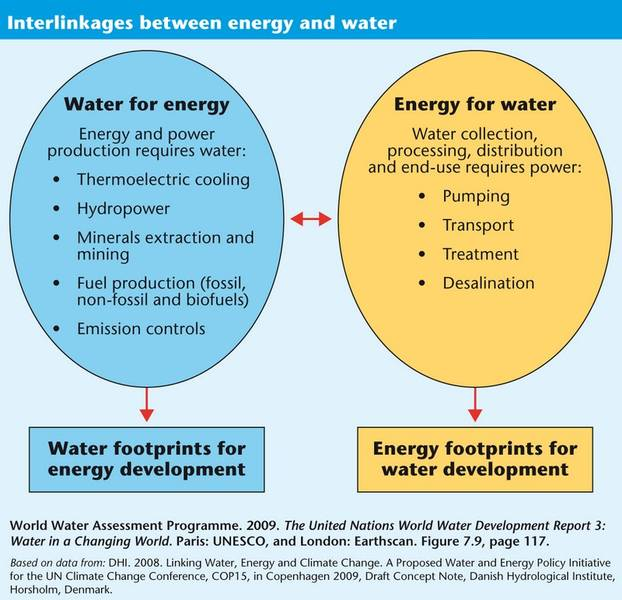 Interlinkages between energy and water
Water for energy
Energy and power
production requires water:
• Thermoelectric cooling
• Hydropower
• Minerals extraction and
mining
• Fuel production (fossil,
non-fossil and biofuels)
• Emission controls
Energy for water
Water collection,
processing, distribution
and end-use requires power:
• Pumping
• Transport
• Treatment
• Desalination
Water footprints for
energy development
Energy footprints for
water development
World Water Assessment Programme. 2009. The United Nations World Water Development Report 3:
Water in a Changing World. Paris: UNESCO, and London: Earthscan. Figure 7.9, page 117.
Based on data from: DHI. 2008. Linking Water, Energy and Climate Change. A Proposed Water and Energy Policy Initiative
for the UN Climate Change Conference, COP15, in Copenhagen 2009, Draft Concept Note, Danish Hydrological Institute,
Horsholm, Denmark.